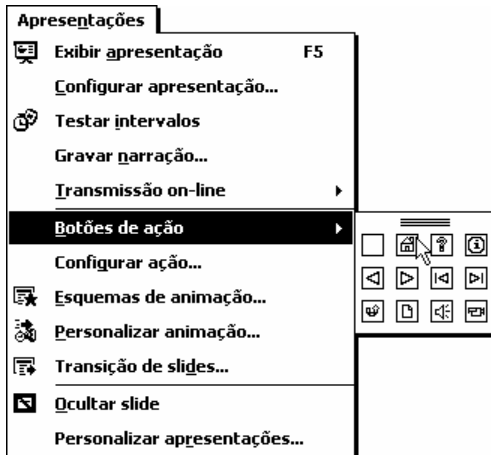 Apresentações
Exibir apresentação F5
Configurar apresentação...
Testar intervalos
Gravar narração...
Transmissão on-line
Botões de ação
Configurar ação...
Esquemas de animação...
Personalizar animação...
Transição de slides...
Ocultar slide
Personalizar apresentações...